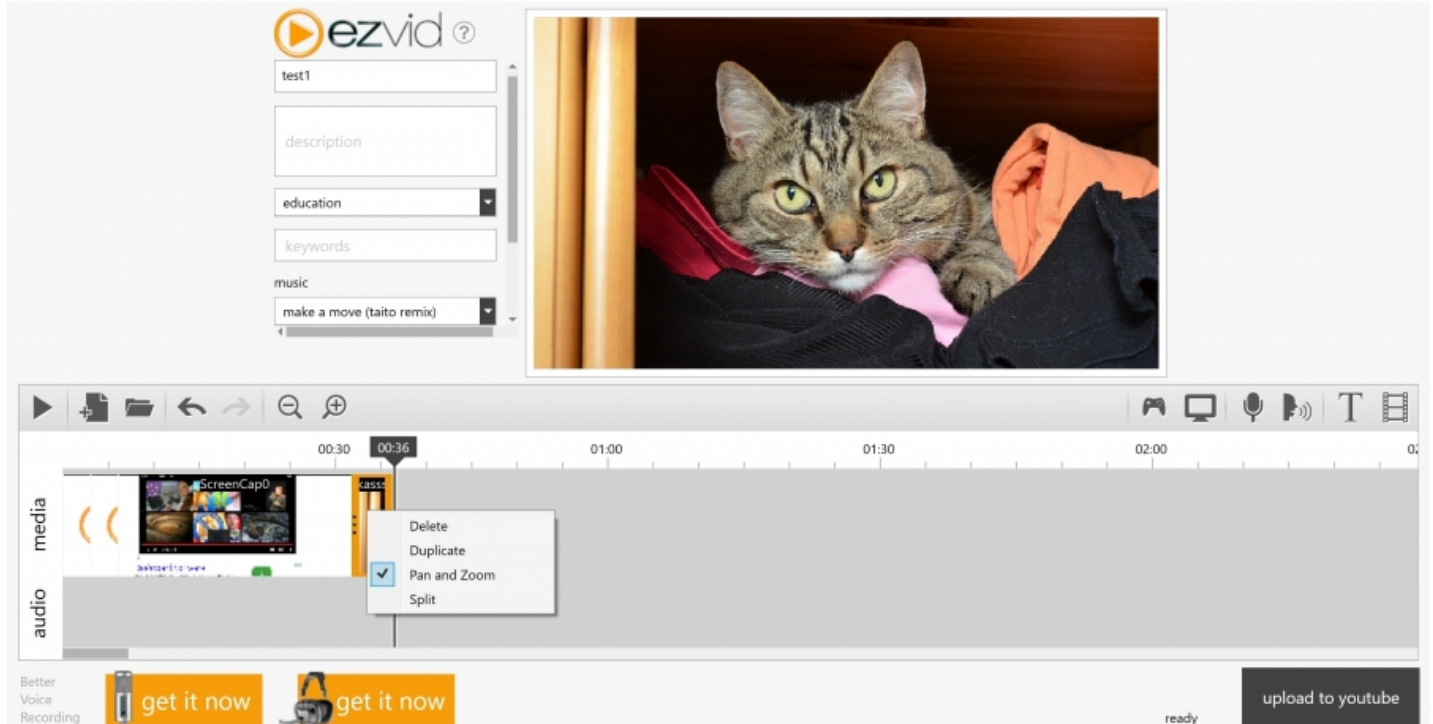 ezvid ?
test1
description
education
keywords
music
make a move (taito remix)
T
00:30 00:36 01:00 01:30 02:00
media
ScreenCap0
Delete
Duplicate
Pan and Zoom
Split
audio
Better
Voice
Recording
get it now
get it now
ready
upload to youtube